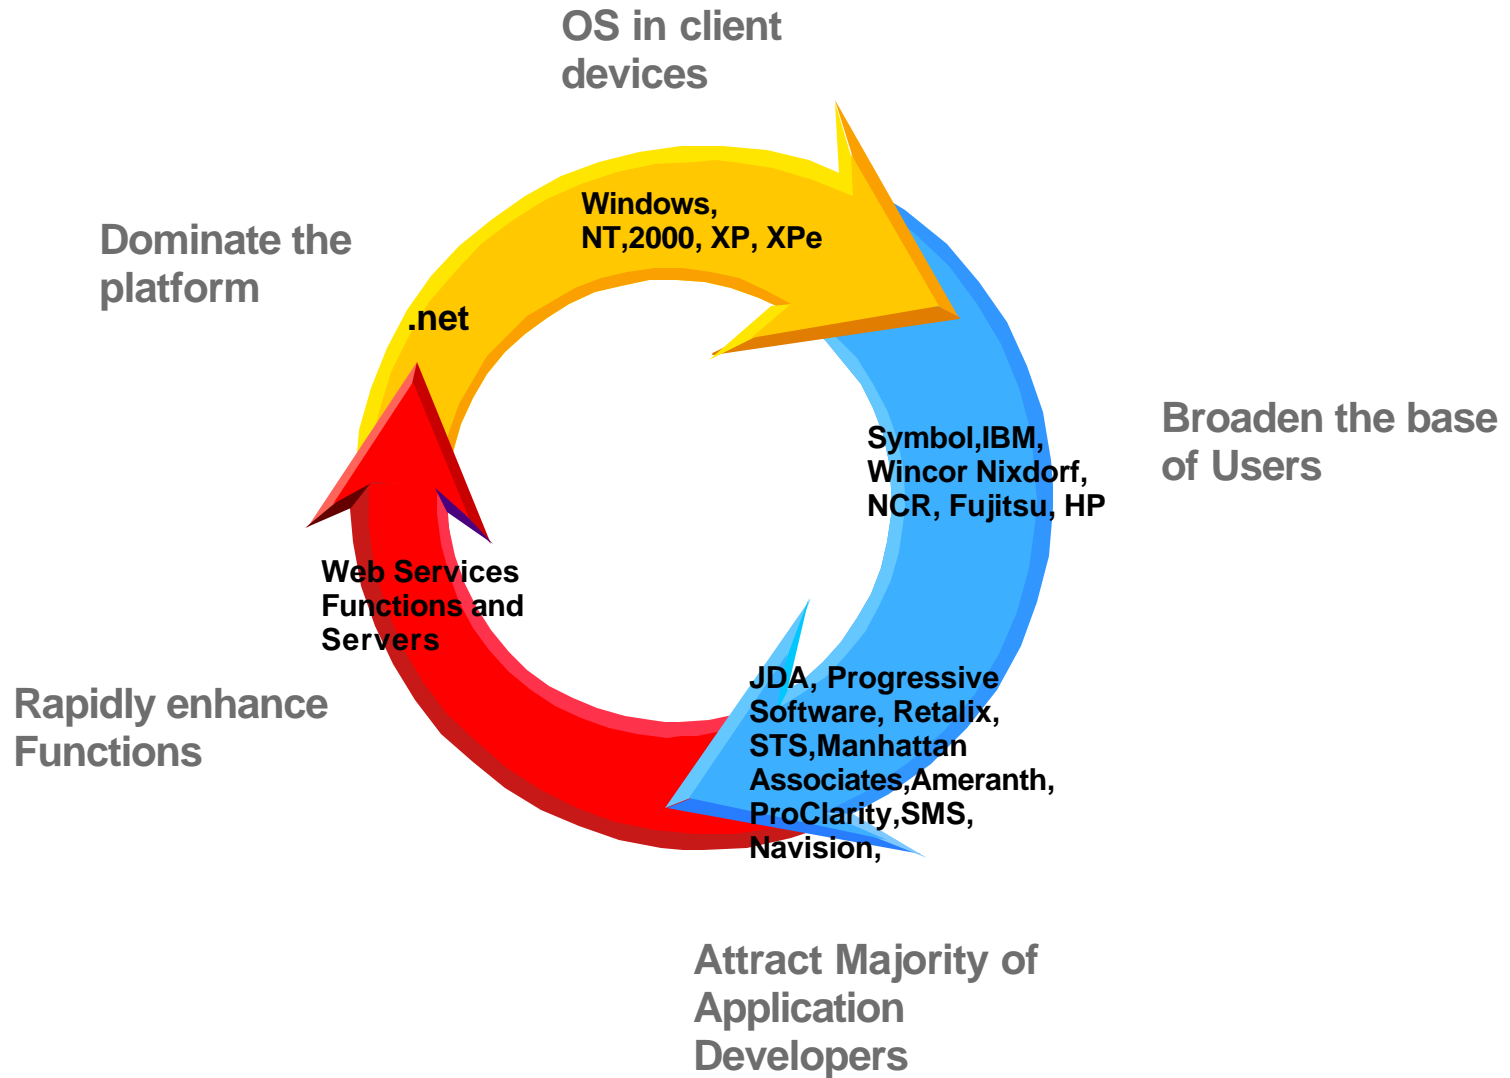 OS in client
devices
Windows,
NT,2000, XP, XPe
Dominate the
platform
.net
Broaden the base
of Users
Symbol,IBM,
Wincor Nixdorf,
NCR, Fujitsu, HP
Web Services
Functions and
Servers
Rapidly enhance
Functions
JDA, Progressive
Software, Retalix,
STS,Manhattan
Associates,Ameranth,
ProClarity,SMS,
Navision,
Attract Majority of
Application
Developers